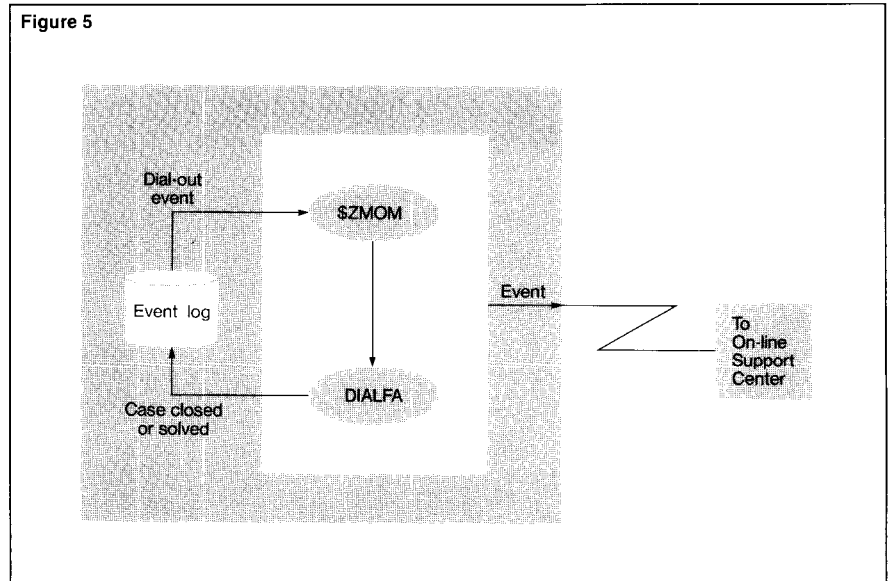 Figure 5
Dial-out
event
$ZMOM
Event log
Event
To
On-line
Support
Center
DIALFA
Case closed
or solved